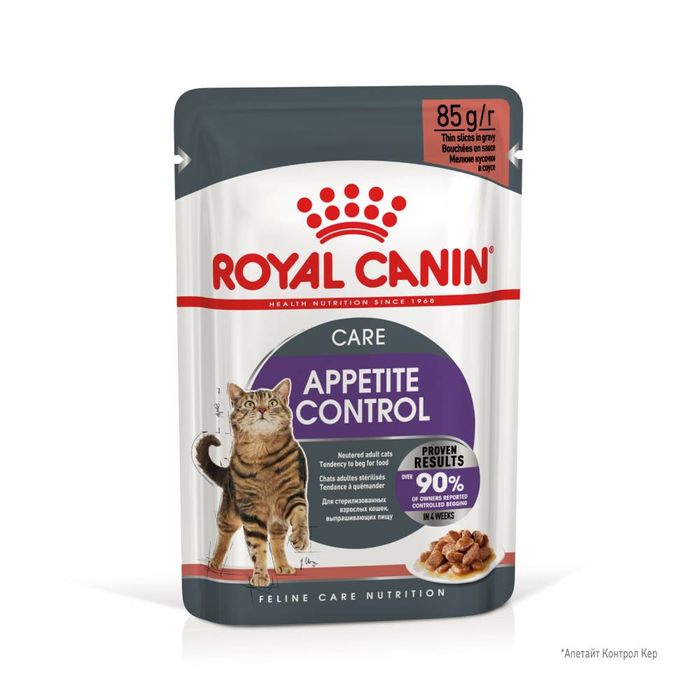 85 g/г
Thin slices in gravy
Bouchées en sauce
Мелкие кусочки
в соусе
ROYAL CANIN
HEALTH NUTRITION SINCE 1968
CARE
APPETITE
CONTROL
Neutered adult cats
Tendency to beg for food
Chats adultes stérilisés
Tendance à quémander
Для стерилизованных
взрослых кошек,
выпрашивающих пищу
PROVEN
RESULTS
OVER 90%
OF OWNERS REPORTED
CONTROLLED BEGGING
IN 4 WEEKS
FELINE CARE NUTRITION
*Апетайт Контрол Кер